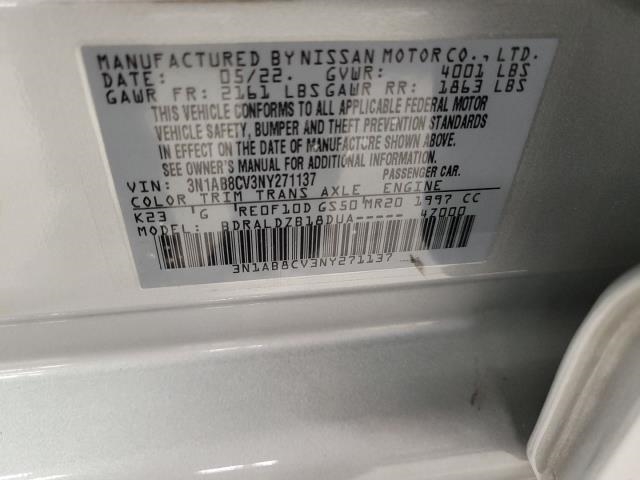 MANUFACTURED BY NISSAN MOTOR CO., LTD.
DATE: 05/22. GVWR: 4001 LBS
GAWR FR: 2161 LBS GAWR RR: 1863 LBS
THIS VEHICLE CONFORMS TO ALL APPLICABLE FEDERAL MOTOR
VEHICLE SAFETY, BUMPER AND THEFT PREVENTION STANDARDS
IN EFFECT ON THE DATE OF MANUFACTURE SHOWN ABOVE.
SEE OWNER'S MANUAL FOR ADDITIONAL INFORMATION.
VIN: 3N1AB8CV3NY271137 PASSENGER CAR.
COLOR TRIM TRANS AXLE ENGINE
K23 G RE0F10D GS50 MR20 1997 CC
BDRALDZB18DUA----- 47000
3N1AB8CV3NY271137